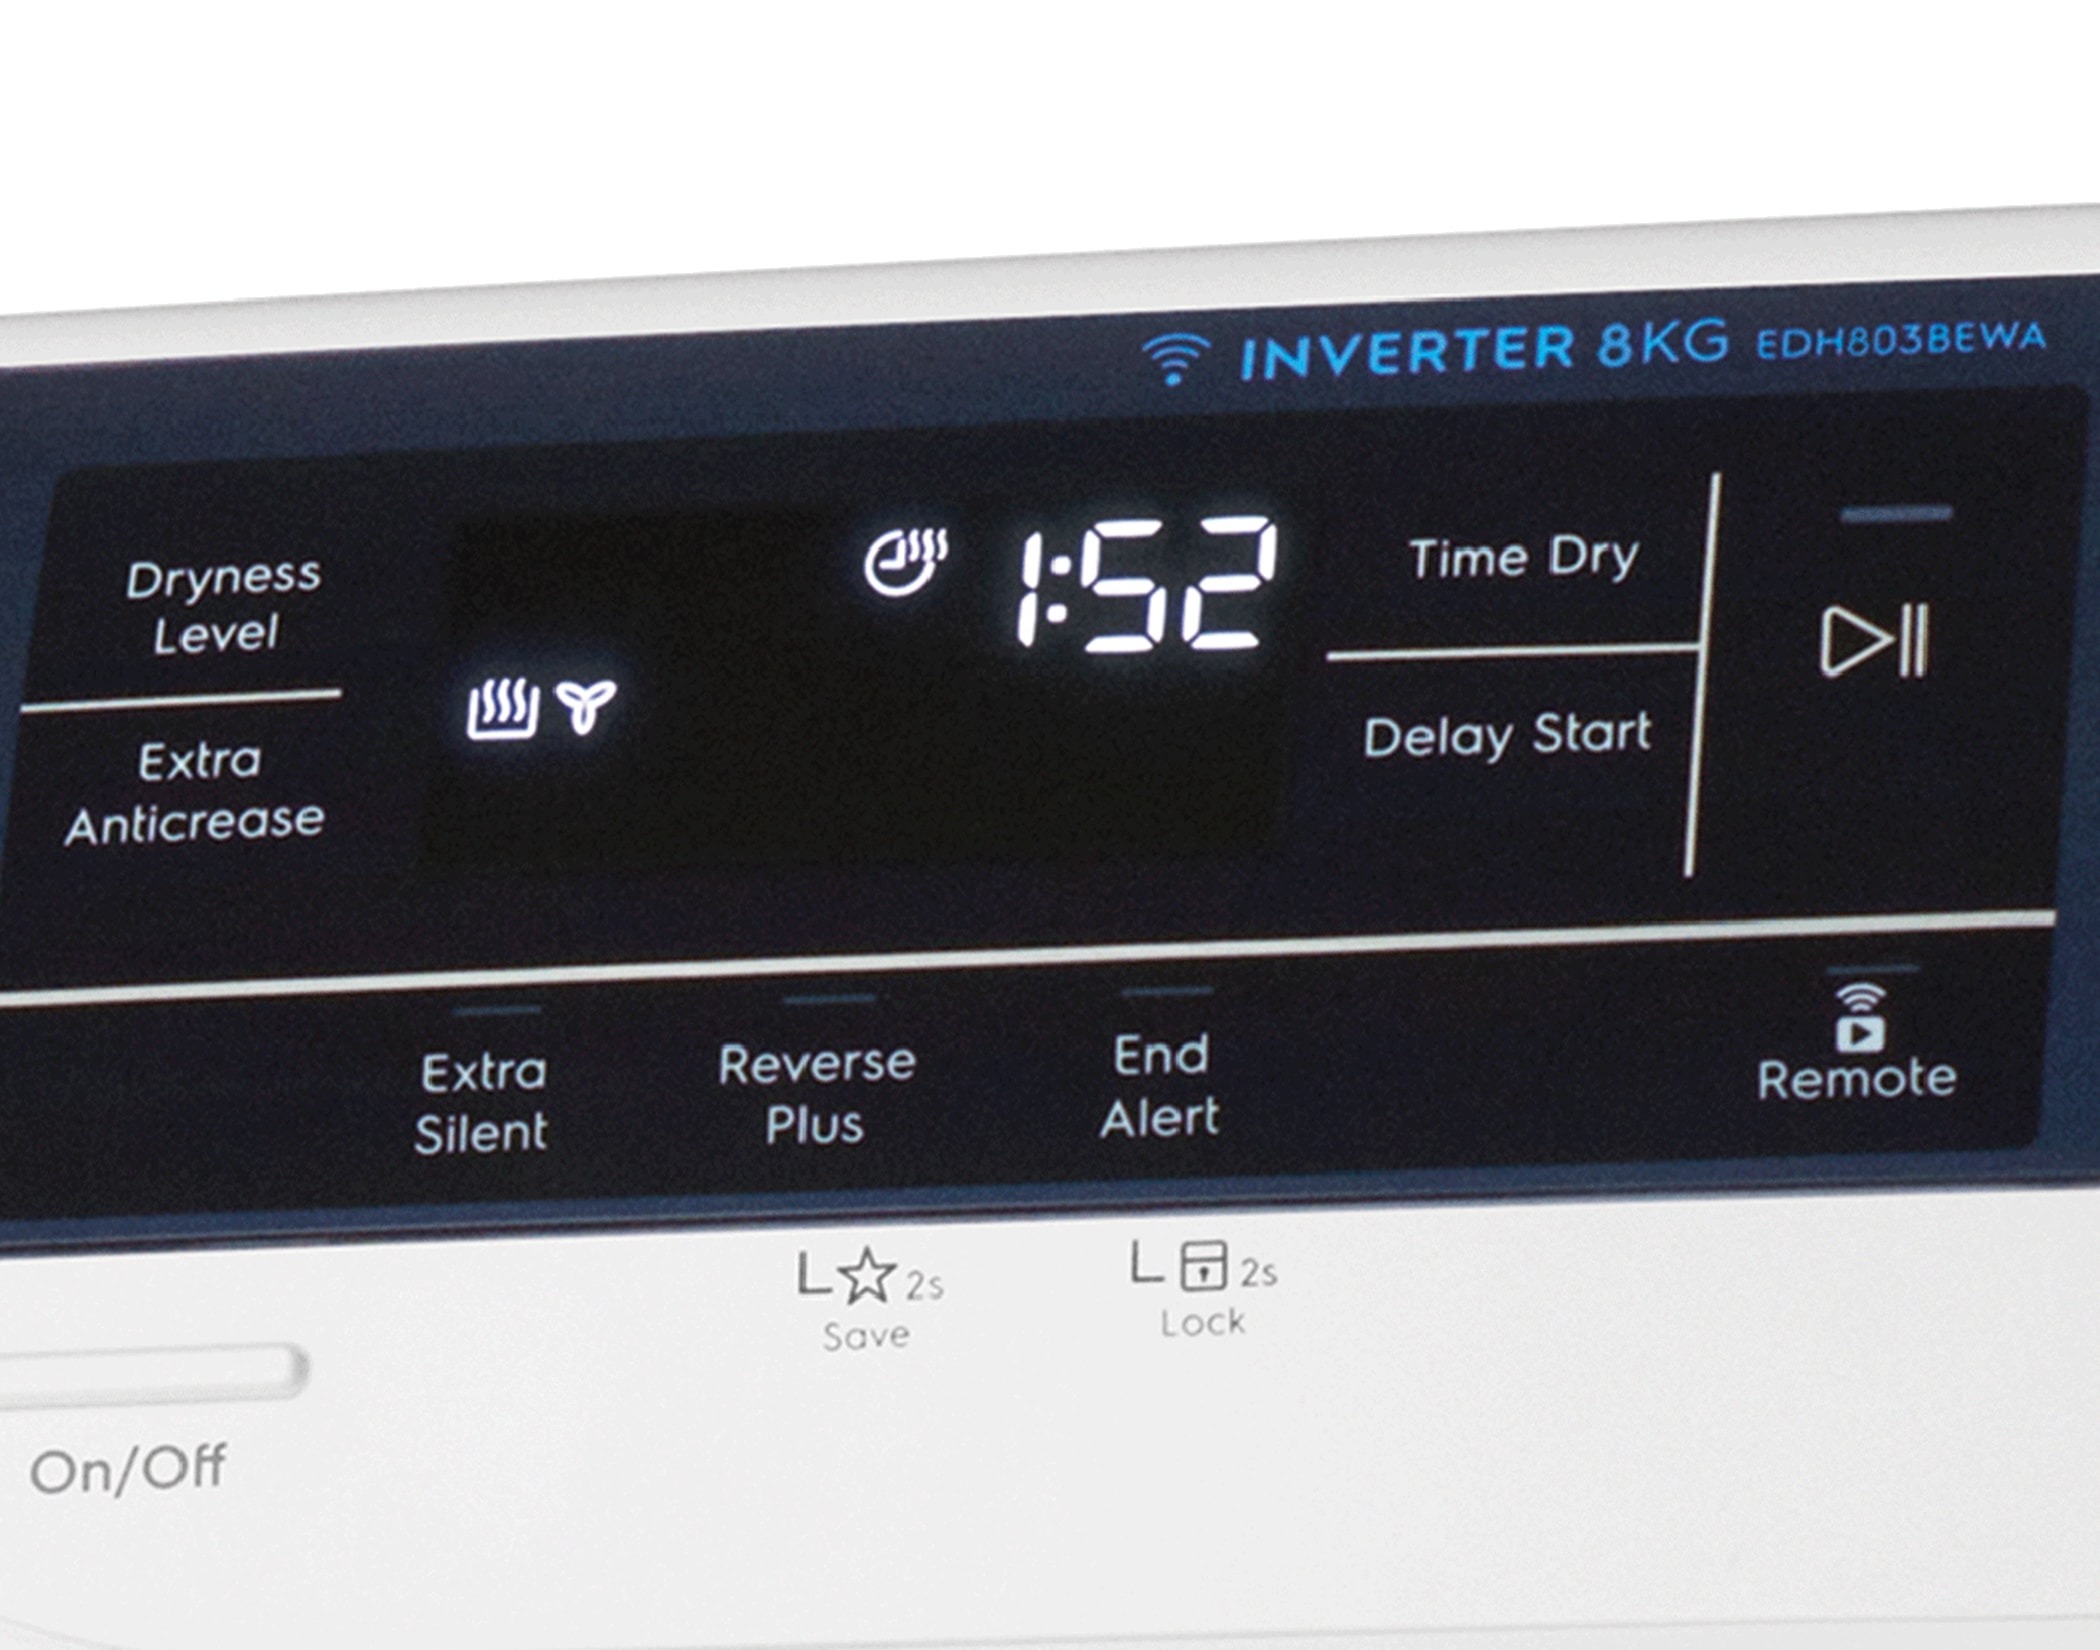 INVERTER 8KG EDH803BEWA
Dryness
Level
1:52
Time Dry
Extra
Anticrease
Delay Start
Extra
Silent
Reverse
Plus
End
Alert
Remote
2s
Save
2s
Lock
On/Off